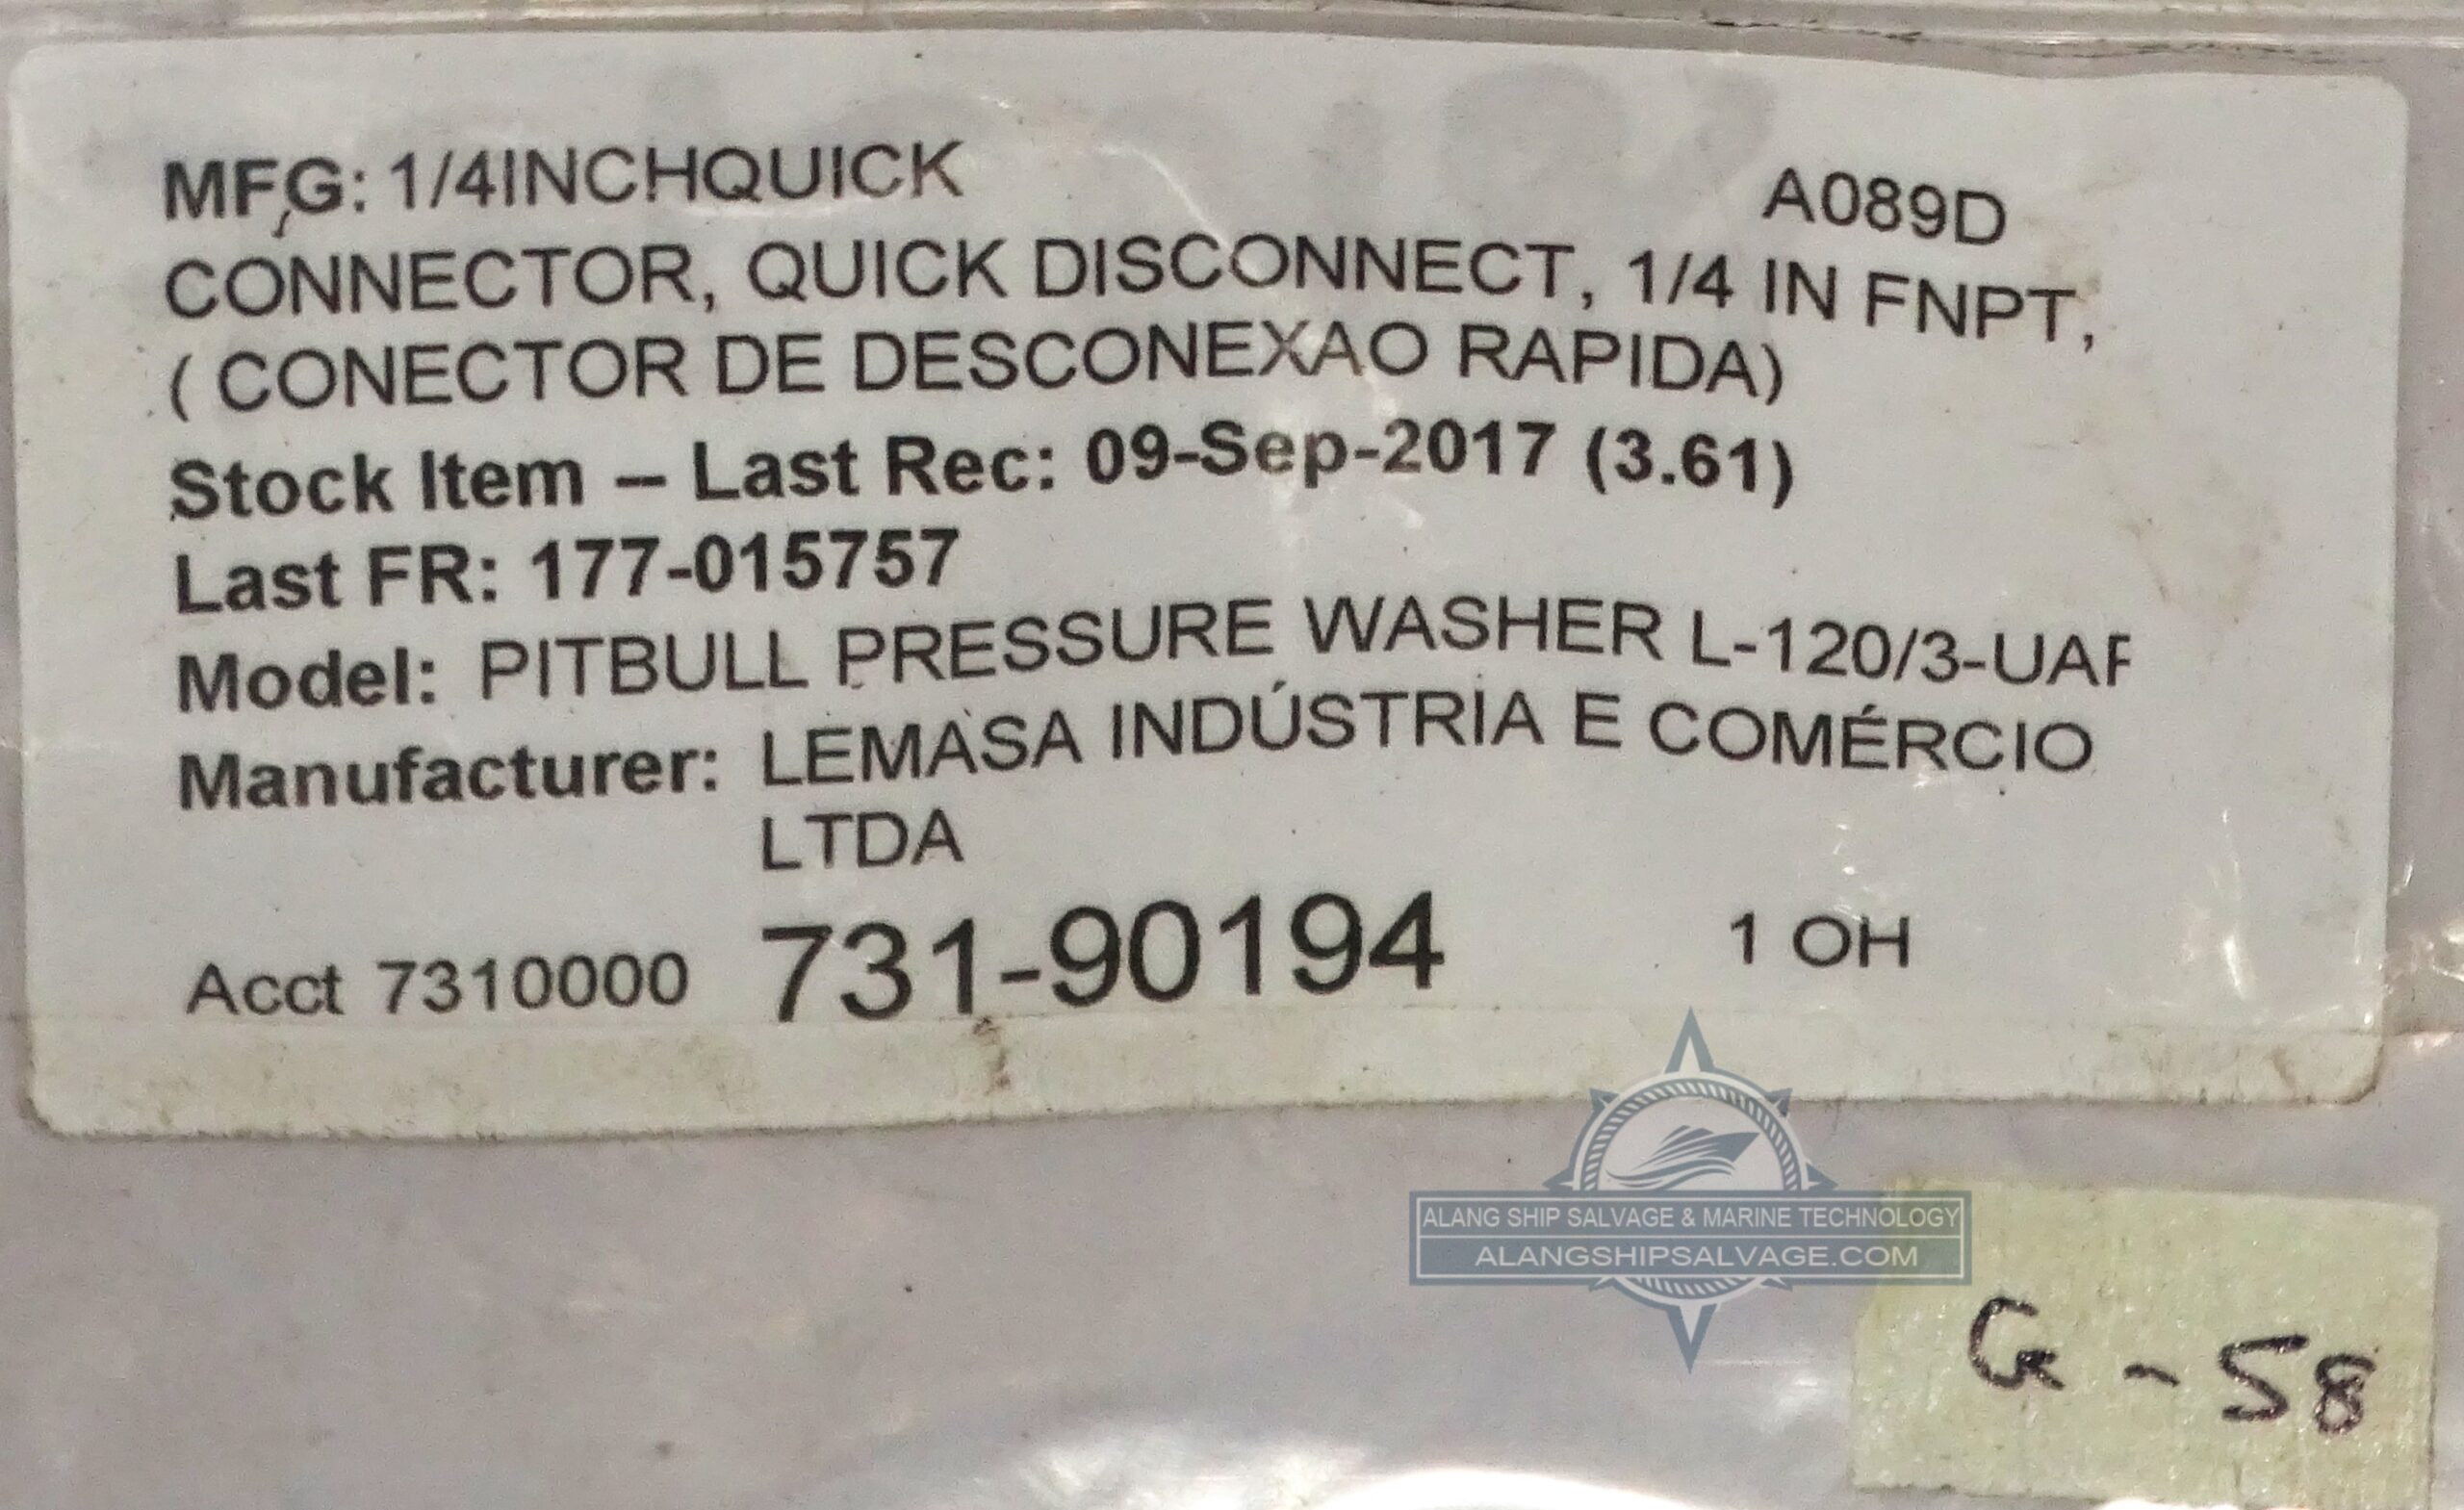 MFG: 1/4INCHQUICK A089D
CONNECTOR, QUICK DISCONNECT, 1/4 IN FNPT,
( CONECTOR DE DESCONEXAO RAPIDA)
Stock Item – Last Rec: 09-Sep-2017 (3.61)
Last FR: 177-015757
Model: PITBULL PRESSURE WASHER L-120/3-UAF
Manufacturer: LEMASA INDÚSTRIA E COMÉRCIO
LTDA
Acct 7310000 731-90194 1 OH
ALANG SHIP SALVAGE & MARINE TECHNOLOGY
ALANGSHIPSALVAGE.COM
G-58